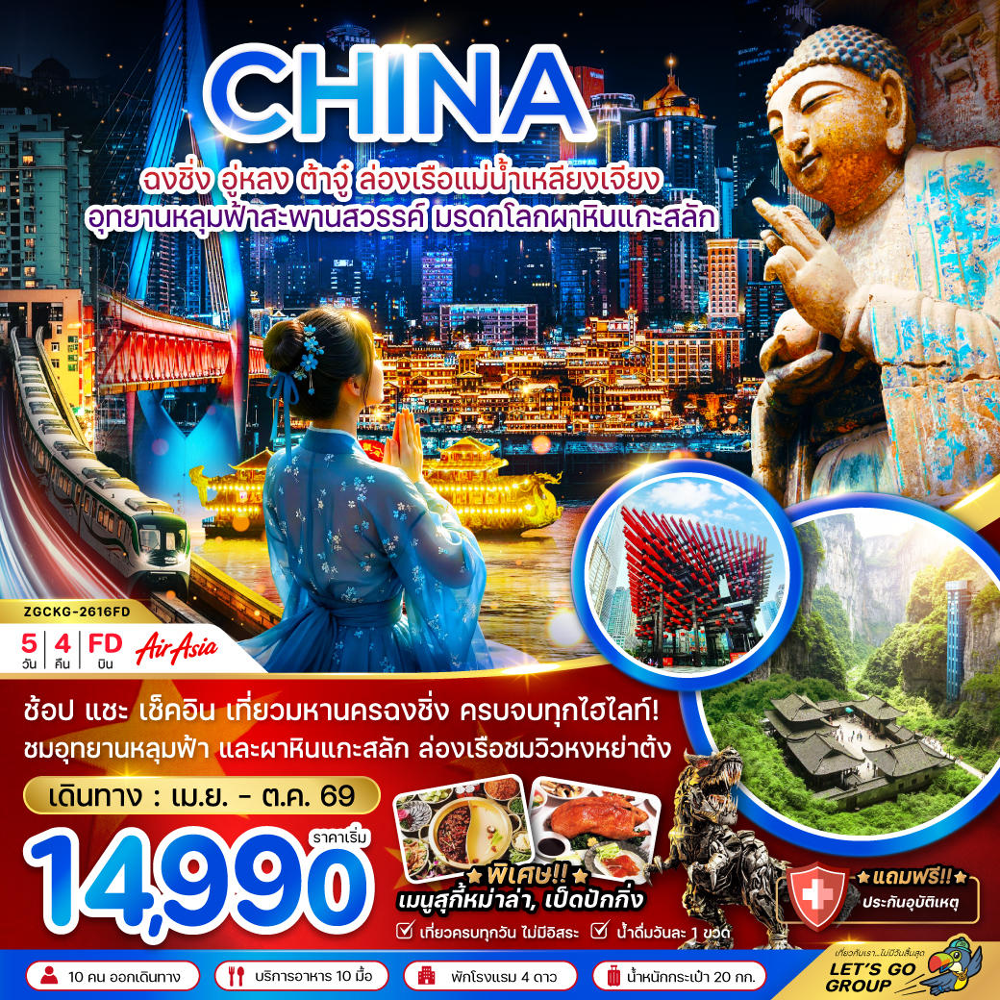 CHINA
ฉงชิ่ง อู่หลง ต้าจู๋ ล่องเรือแม่น้ำเหลียงเจียง
อุทยานหลุมฟ้าสะพานสวรรค์ มรดกโลกผาหินแกะสลัก
ZGCKG-2616FD
5 วัน 4 คืน FD บิน AirAsia
ช้อป แชะ เช็คอิน เที่ยวมหานครฉงชิ่ง ครบจบทุกไฮไลท์!
ชมอุทยานหลุมฟ้า และผาหินแกะสลัก ล่องเรือชมวิวหงหย่าต้ง
เดินทาง : เม.ย. - ต.ค. 69
ราคาเริ่ม
14,990
พิเศษ!!
เมนูสุกี้หม่าล่า, เป็ดปักกิ่ง
เที่ยวครบทุกวัน ไม่มีอิสระ น้ำดื่มวันละ 1 ขวด
แถมฟรี!!
ประกันอุบัติเหตุ
10 คน ออกเดินทาง บริการอาหาร 10 มื้อ พักโรงแรม 4 ดาว น้ำหนักกระเป๋า 20 กก.
เที่ยวกับเรา...ไม่มีวันสิ้นสุด
LET'S GO
GROUP